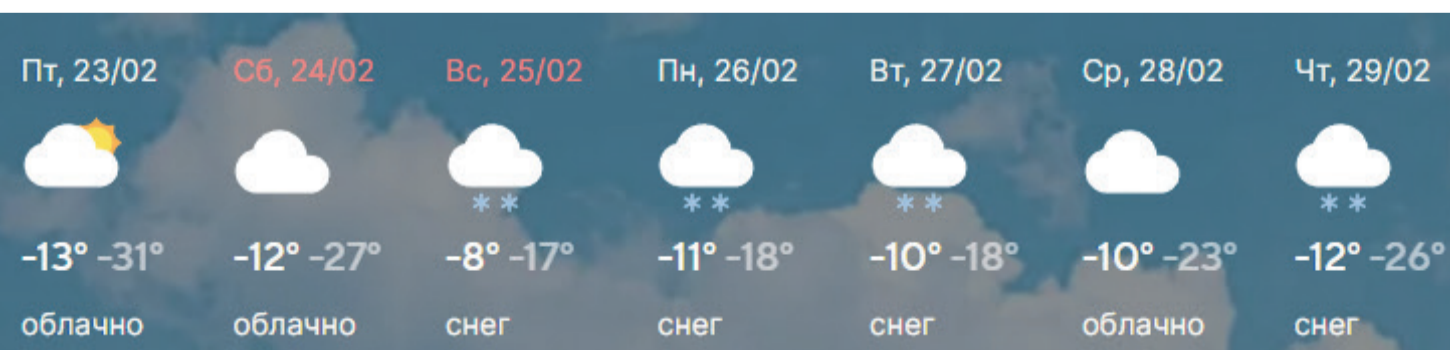 Пт, 23/02 Сб, 24/02 Вс, 25/02 Пн, 26/02 Вт, 27/02 Ср, 28/02 Чт, 29/02
-13° -31° -12° -27° -8° -17° -11° -18° -10° -18° -10° -23° -12° -26°
облачно облачно снег снег снег облачно снег